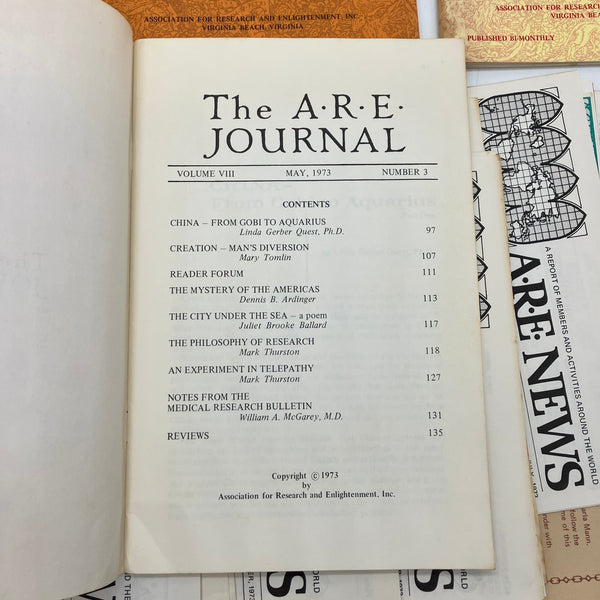 ASSOCIATION FOR RESEARCH AND ENLIGHTENMENT, INC
VIRGINIA BEACH, VIRGINIA
ASSOCIATION FOR RESEARCH
VIRGINIA BEA
PUBLISHED BI-MONTHLY
The A·R·E·
JOURNAL
VOLUME VIII MAY, 1973 NUMBER 3
CONTENTS
CHINA – FROM GOBI TO AQUARIUS
Linda Gerber Quest, Ph.D. 97
CREATION – MAN'S DIVERSION
Mary Tomlin 107
READER FORUM 111
THE MYSTERY OF THE AMERICAS
Dennis B. Ardinger 113
THE CITY UNDER THE SEA – a poem
Juliet Brooke Ballard 117
THE PHILOSOPHY OF RESEARCH
Mark Thurston 118
AN EXPERIMENT IN TELEPATHY
Mark Thurston 127
NOTES FROM THE
MEDICAL RESEARCH BULLETIN
William A. McGarey, M.D. 131
REVIEWS 135
Copyright © 1973
by
Association for Research and Enlightenment, Inc.
A·R·E NEWS
A REPORT OF MEMBERS AND ACTIVITIES AROUND THE WORLD